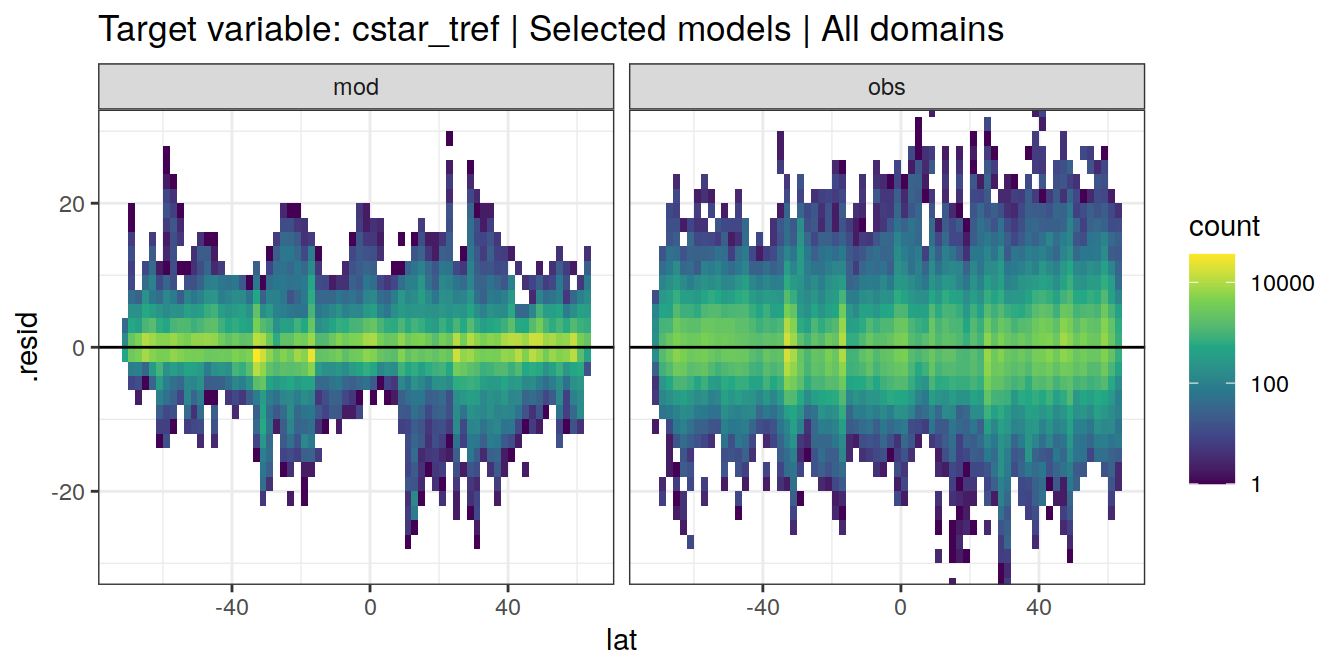 Target variable: cstar_tref | Selected models | All domains
mod
obs
20
0
-20
.resid
-40
0
40
-40
0
40
lat
count
10000
100
1